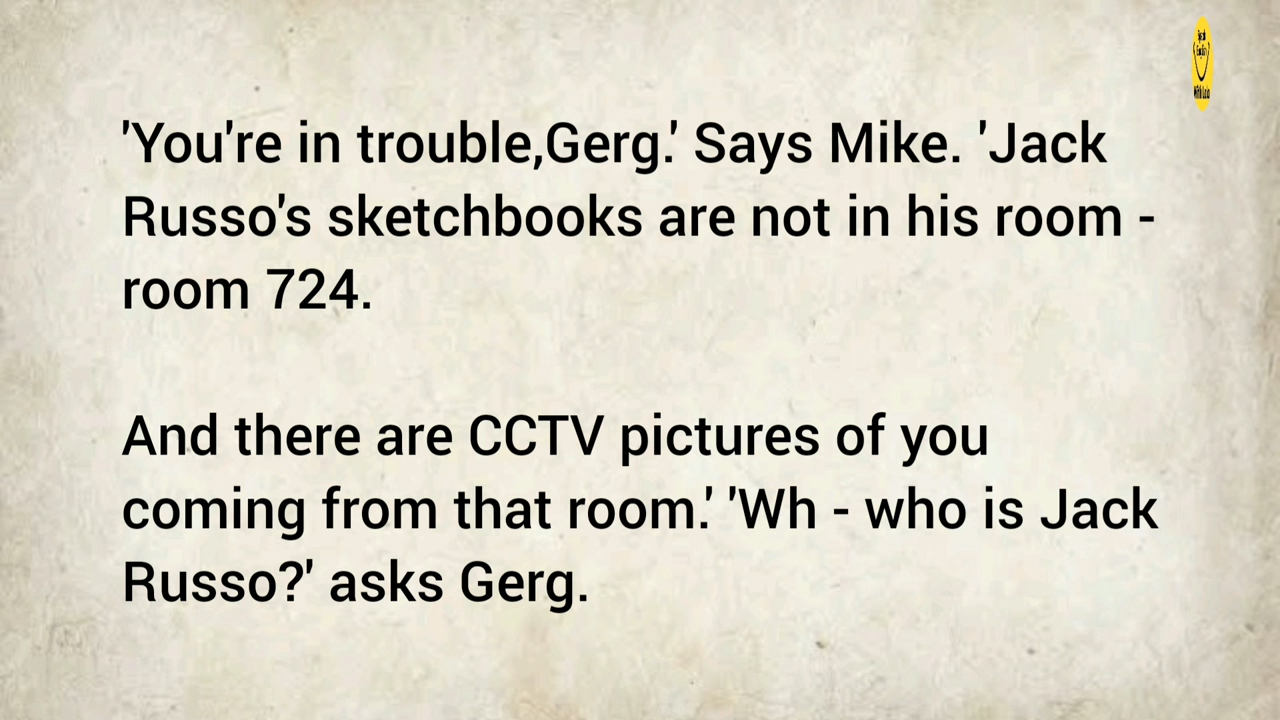 'You're in trouble,Gerg.' Says Mike. 'Jack
Russo's sketchbooks are not in his room -
room 724.
And there are CCTV pictures of you
coming from that room.' 'Wh - who is Jack
Russo?' asks Gerg.